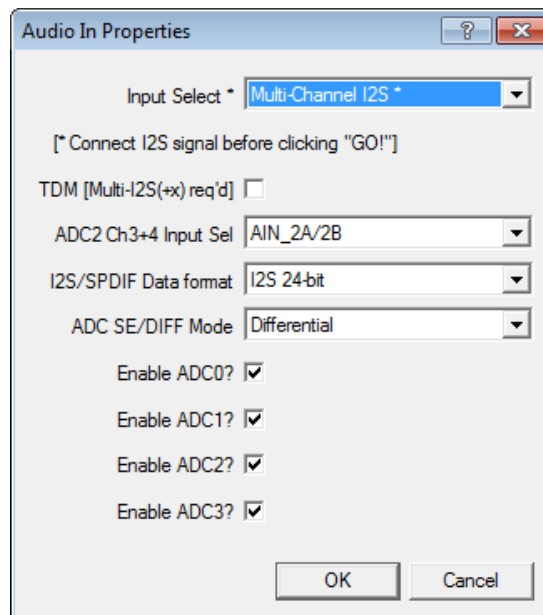 Audio In Properties
Input Select * Multi-Channel I2S *
[* Connect I2S signal before clicking "GO!"]
TDM [Multi-I2S(+x) req'd]
ADC2 Ch3+4 Input Sel AIN_2A/2B
I2S/SPDIF Data format I2S 24-bit
ADC SE/DIFF Mode Differential
Enable ADC0?
Enable ADC1?
Enable ADC2?
Enable ADC3?
OK Cancel